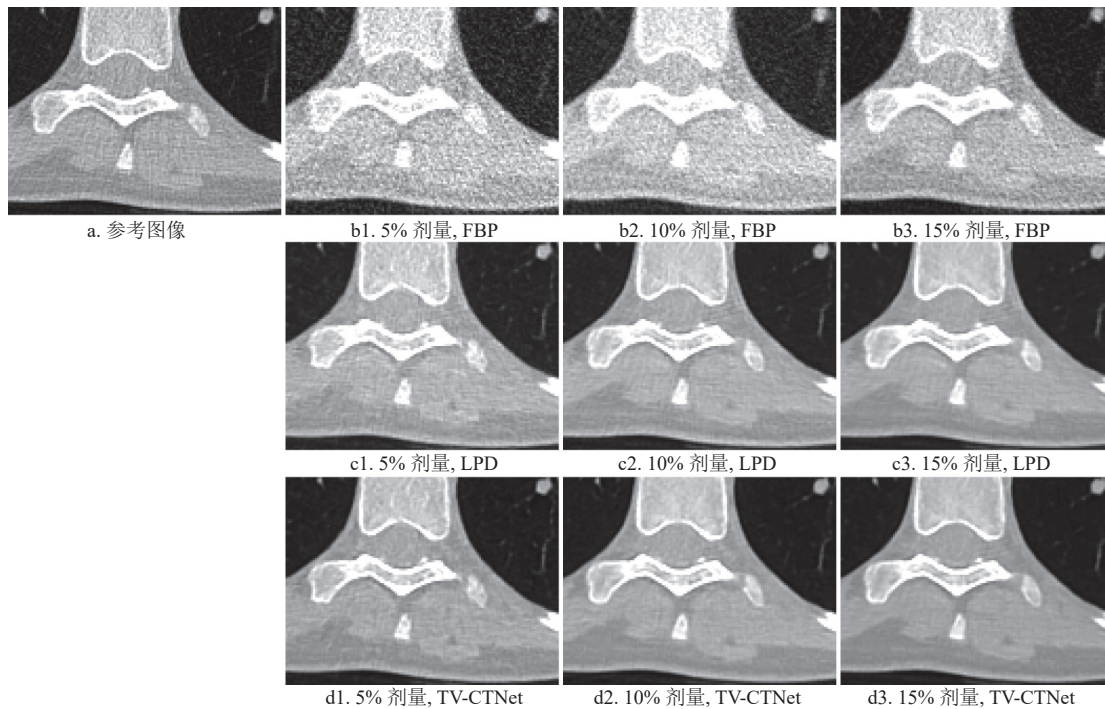 a. 参考图像
b1. 5% 剂量, FBP
b2. 10% 剂量, FBP
b3. 15% 剂量, FBP
c1. 5% 剂量, LPD
c2. 10% 剂量, LPD
c3. 15% 剂量, LPD
d1. 5% 剂量, TV-CTNet
d2. 10% 剂量, TV-CTNet
d3. 15% 剂量, TV-CTNet